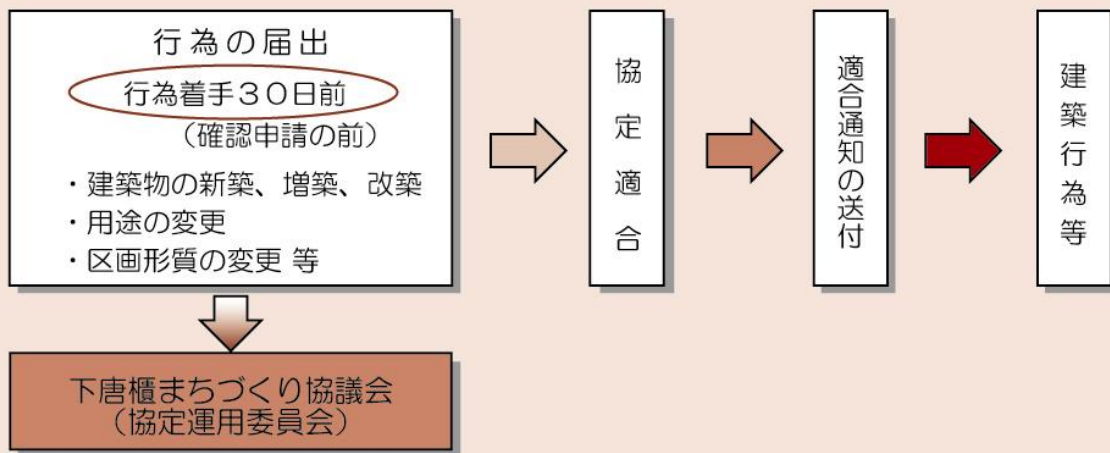 行為の届出
行為着手３０日前
（確認申請の前）
・建築物の新築、増築、改築
・用途の変更
・区画形質の変更 等
協定適合
適合通知の送付
建築行為等
下唐櫃まちづくり協議会
（協定運用委員会）